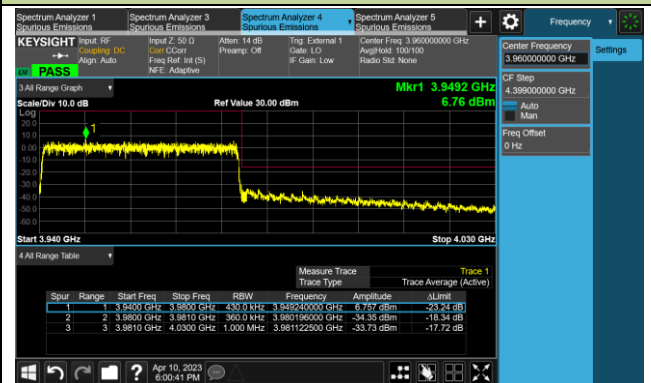 Spectrum Analyzer 1
Spurious Emissions
Spectrum Analyzer 3
Spurious Emissions
Spectrum Analyzer 4
Spurious Emissions
Spectrum Analyzer 5
Spurious Emissions
+
Frequency
KEYSIGHT
Input: RF
Coupling: DC
Align: Auto
Input Z: 50 Ω
Corr CCorr
Freq Ref: Int (S)
NFE: Adaptive
Atten: 14 dB
Preamp: Off
Trig: External 1
Gate: LO
IF Gain: Low
Center Freq: 3.960000000 GHz
Avg|Hold: 100/100
Radio Std: None
PASS
Center Frequency
3.960000000 GHz
Settings
CF Step
4.399000000 GHz
Auto
Man
Freq Offset
0 Hz
3 All Range Graph
Mkr1 3.9492 GHz
6.76 dBm
Scale/Div 10.0 dB
Ref Value 30.00 dBm
Log
20.0
10.0
0.00
-10.0
-20.0
-30.0
-40.0
-50.0
-60.0
1
Start 3.940 GHz
Stop 4.030 GHz
4 All Range Table
Measure Trace Trace 1
Trace Type Trace Average (Active)
Spur Range Start Freq Stop Freq RBW Frequency Amplitude ΔLimit
1 1 3.9400 GHz 3.9800 GHz 430.0 kHz 3.949240000 GHz 6.757 dBm -23.24 dB
2 2 3.9800 GHz 3.9810 GHz 360.0 kHz 3.980196000 GHz -34.35 dBm -18.34 dB
3 3 3.9810 GHz 4.0300 GHz 1.000 MHz 3.981122500 GHz -33.73 dBm -17.72 dB
?
Apr 10, 2023
6:00:41 PM